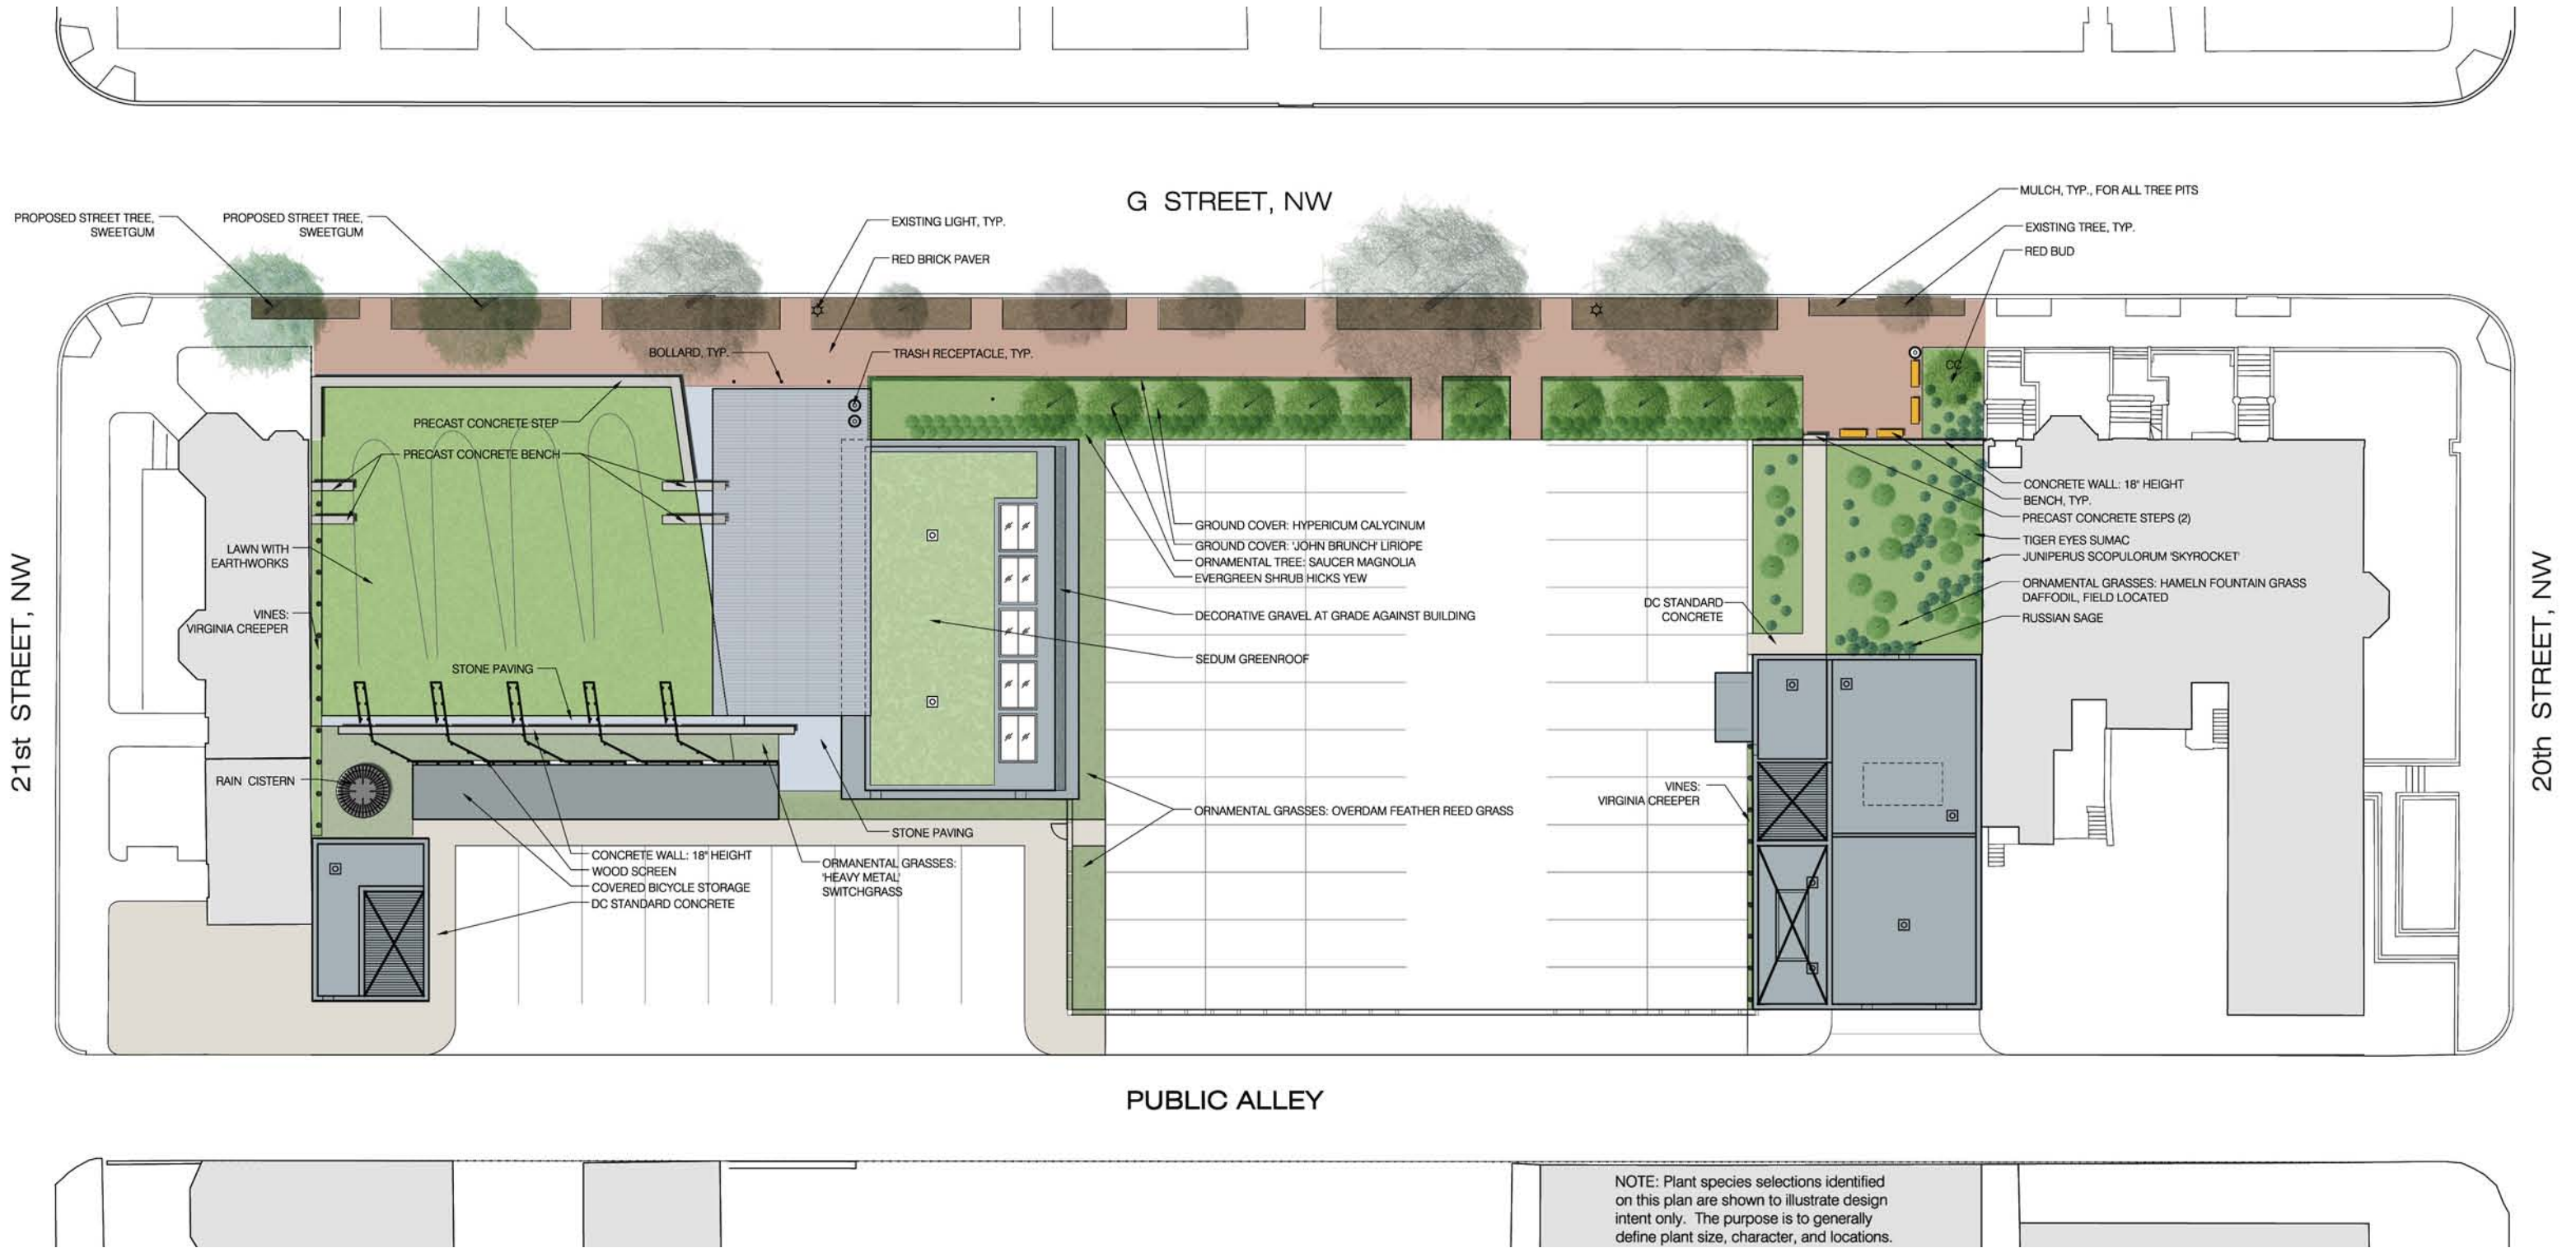 G STREET, NW
MULCH, TYP., FOR ALL TREE PITS
PROPOSED STREET TREE,
SWEETGUM
PROPOSED STREET TREE,
SWEETGUM
EXISTING LIGHT, TYP.
EXISTING TREE, TYP.
RED BRICK PAVER
RED BUD
BOLLARD, TYP.
TRASH RECEPTACLE, TYP.
CC
PRECAST CONCRETE STEP
PRECAST CONCRETE BENCH
LAWN WITH
EARTHWORKS
VINES:
VIRGINIA CREEPER
STONE PAVING
RAIN CISTERN
21st STREET, NW
GROUND COVER: HYPERICUM CALYCINUM
GROUND COVER: 'JOHN BRUNCH' LIRIOPE
ORNAMENTAL TREE: SAUCER MAGNOLIA
EVERGREEN SHRUB HICKS YEW
DECORATIVE GRAVEL AT GRADE AGAINST BUILDING
SEDUM GREENROOF
ORNAMENTAL GRASSES: OVERDAM FEATHER REED GRASS
STONE PAVING
CONCRETE WALL: 18" HEIGHT
WOOD SCREEN
COVERED BICYCLE STORAGE
DC STANDARD CONCRETE
ORMANENTAL GRASSES:
'HEAVY METAL'
SWITCHGRASS
CONCRETE WALL: 18" HEIGHT
BENCH, TYP.
PRECAST CONCRETE STEPS (2)
TIGER EYES SUMAC
JUNIPERUS SCOPULORUM 'SKYROCKET'
ORNAMENTAL GRASSES: HAMELN FOUNTAIN GRASS
DAFFODIL, FIELD LOCATED
RUSSIAN SAGE
DC STANDARD
CONCRETE
VINES:
VIRGINIA CREEPER
20th STREET, NW
PUBLIC ALLEY
NOTE: Plant species selections identified
on this plan are shown to illustrate design
intent only. The purpose is to generally
define plant size, character, and locations.